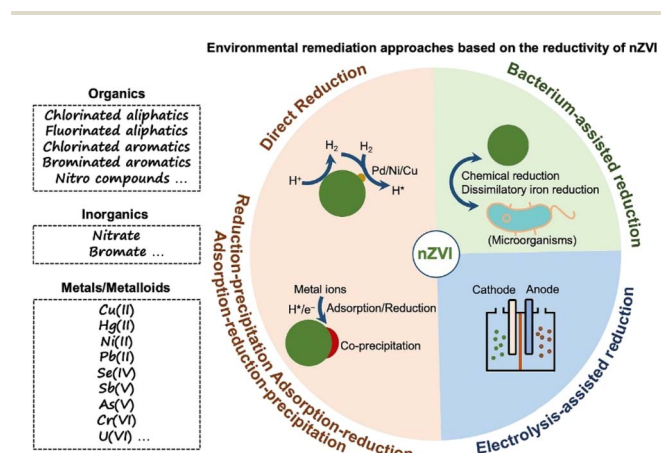 Environmental remediation approaches based on the reductivity of nZVI
Organics
Chlorinated aliphatics
Fluorinated aliphatics
Chlorinated aromatics
Brominated aromatics
Nitro compounds ...
Inorganics
Nitrate
Bromate ...
Metals/Metalloids
Cu(II)
Hg(II)
Ni(II)
Pb(II)
Se(IV)
Sb(V)
As(V)
Cr(VI)
U(VI) ...
Direct Reduction
H₂ H₂
Pd/Ni/Cu
H⁺ H*
Bacterium-assisted reduction
Chemical reduction
Dissimilatory iron reduction
(Microorganisms)
nZVI
Reduction-precipitation Adsorption-reduction
Adsorption-reduction-precipitation
Metal ions
H*/e⁻ Adsorption/Reduction
Co-precipitation
Cathode Anode
Electrolysis-assisted reduction